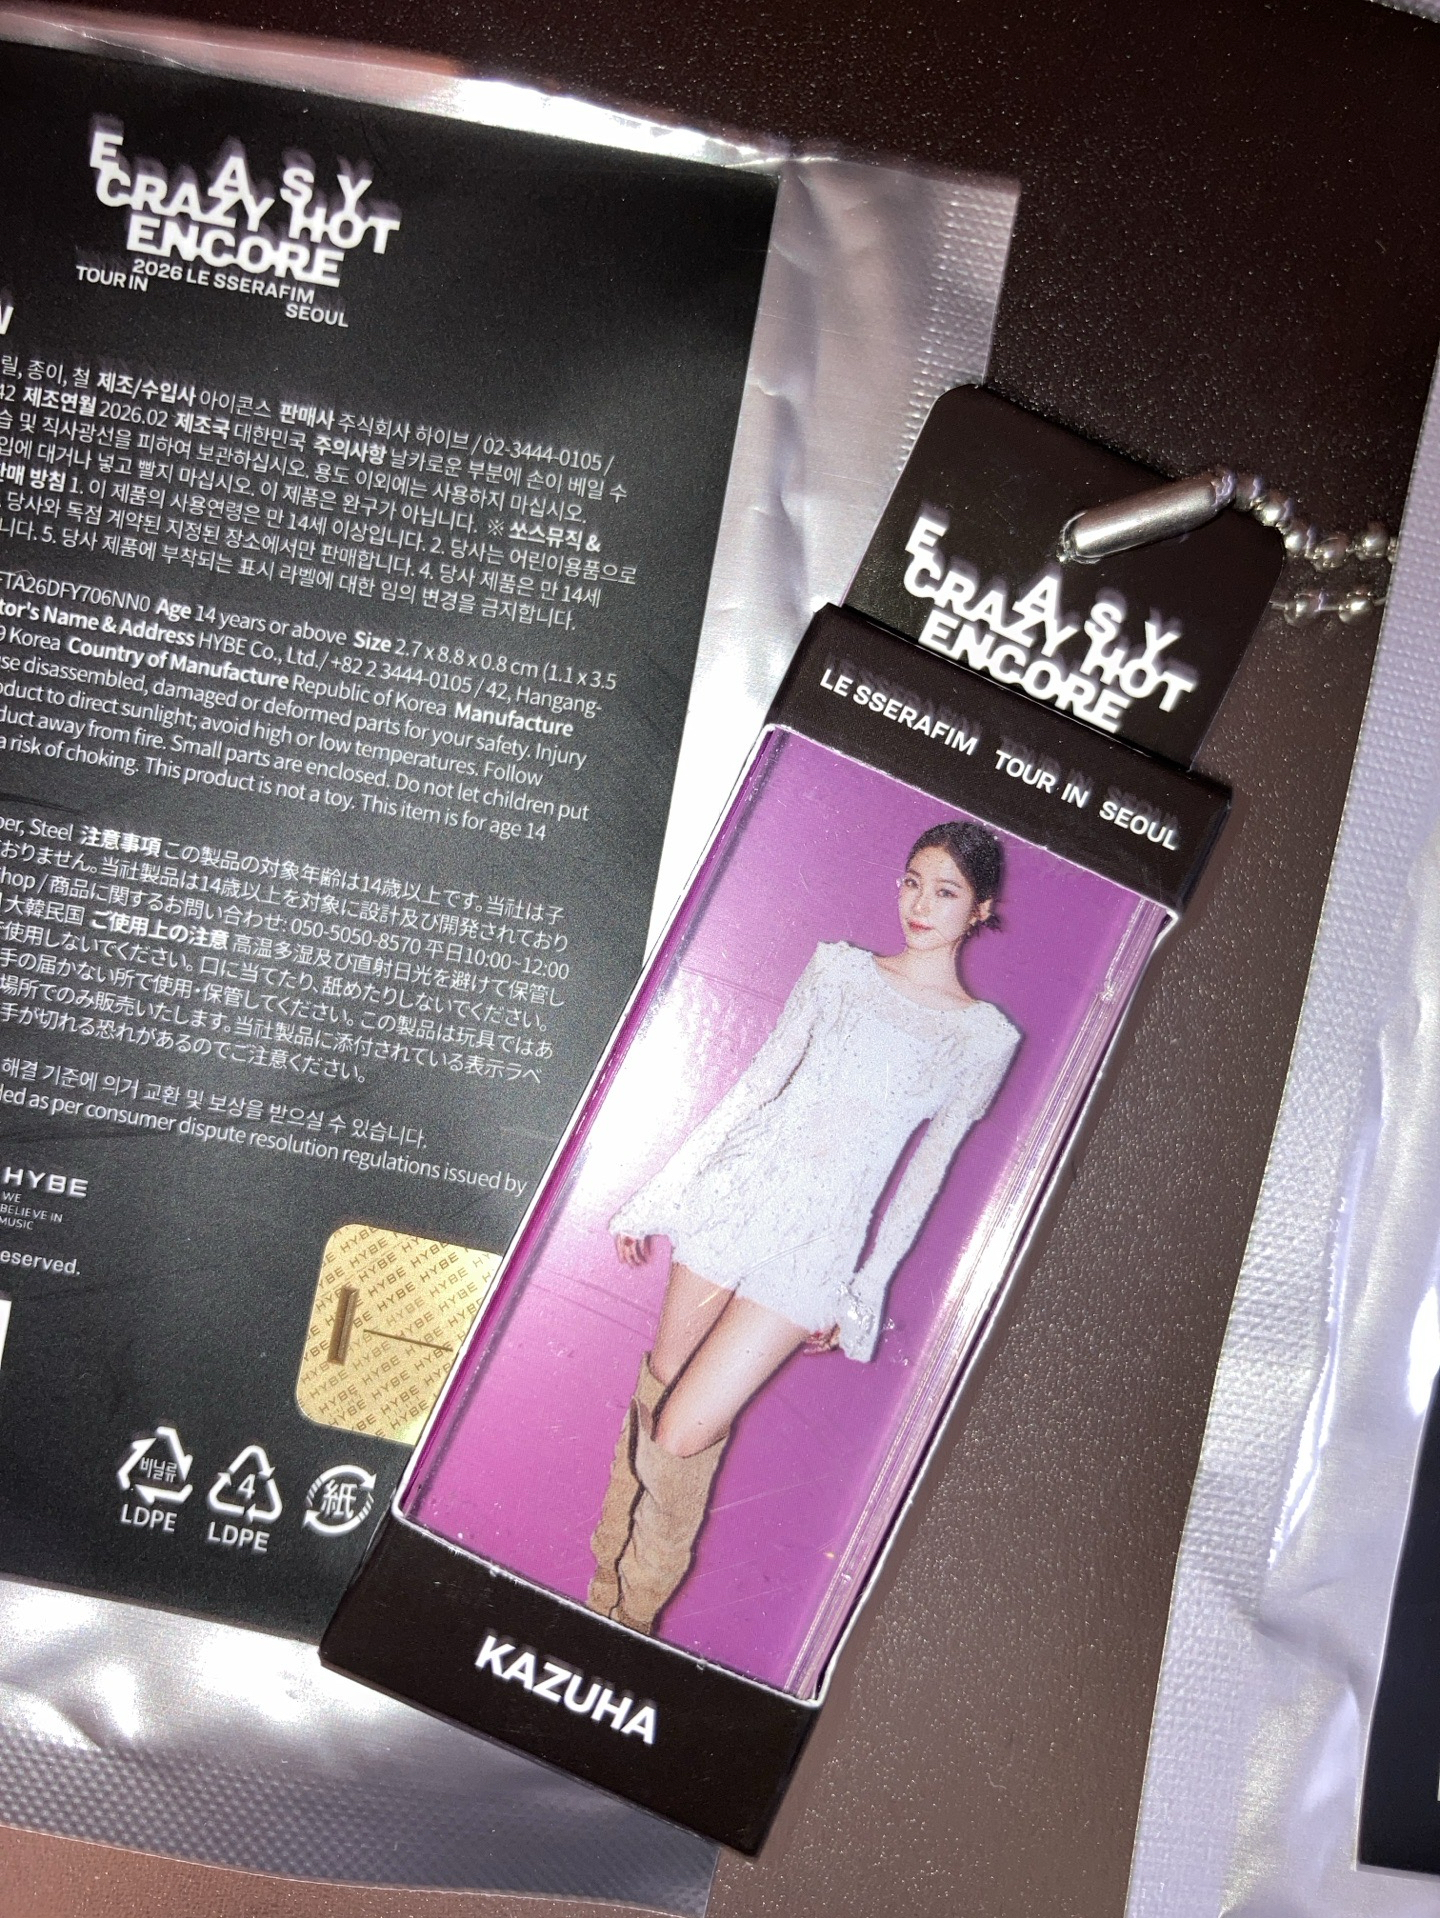 E A S Y
CRAZY HOT
ENCORE
2026 LE SSERAFIM
TOUR IN
SEOUL
릴, 종이, 철 제조/수입사 아이콘스 판매사 주식회사 하이브 / 02-3444-0105 /
42 제조연월 2026.02 제조국 대한민국 주의사항 날카로운 부분에 손이 베일 수
습 및 직사광선을 피하여 보관하십시오. 용도 이외에는 사용하지 마십시오.
입에 대거나 넣고 빨지 마십시오. 이 제품은 완구가 아닙니다. ※ 쏘스뮤직 &
판매 방침 1. 이 제품의 사용연령은 만 14세 이상입니다. 2. 당사는 어린이용품으로
당사와 독점 계약된 지정된 장소에서만 판매합니다. 4. 당사 제품은 만 14세
니다. 5. 당사 제품에 부착되는 표시 라벨에 대한 임의 변경을 금지합니다.
-TA26DFY706NN0 Age 14 years or above Size 2.7 x 8.8 x 0.8 cm (1.1 x 3.5
tor's Name & Address HYBE Co., Ltd./ +82 2 3444-0105 / 42, Hangang-
9 Korea Country of Manufacture Republic of Korea Manufacture
se disassembled, damaged or deformed parts for your safety. Injury
oduct to direct sunlight; avoid high or low temperatures. Follow
duct away from fire. Small parts are enclosed. Do not let children put
a risk of choking. This product is not a toy. This item is for age 14
per, Steel 注意事項 この製品の対象年齢は14歳以上です。当社は子
ておりません。当社製品は14歳以上を対象に設計及び開発されており
hop / 商品に関するお問い合わせ: 050-5050-8570 平日10:00~12:00
大韓民国 ご使用上の注意 高温多湿及び直射日光を避けて保管し
使用しないでください。口に当てたり、舐めたりしないでください。
手の届かない所で使用・保管してください。この製品は玩具ではあ
場所でのみ販売いたします。当社製品に添付されている表示ラベ
手が切れる恐れがあるのでご注意ください。
해결 기준에 의거 교환 및 보상을 받으실 수 있습니다.
ed as per consumer dispute resolution regulations issued by
HYBE
WE
BELIEVE IN
MUSIC
eserved.
HYBE HYBE HYBE
비닐류
LDPE
4
LDPE
紙
E A S Y
CRAZY HOT
ENCORE
LE SSERAFIM TOUR IN SEOUL
KAZUHA